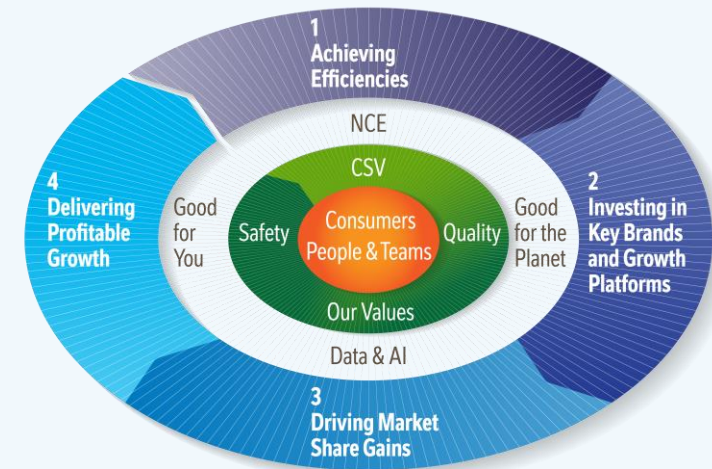 1
Achieving
Efficiencies
NCE
CSV
4
Delivering
Profitable
Growth
Good
for
You
Safety
Consumers
People & Teams
Quality
Good
for the
Planet
2
Investing in
Key Brands
and Growth
Platforms
Our Values
Data & AI
3
Driving Market
Share Gains